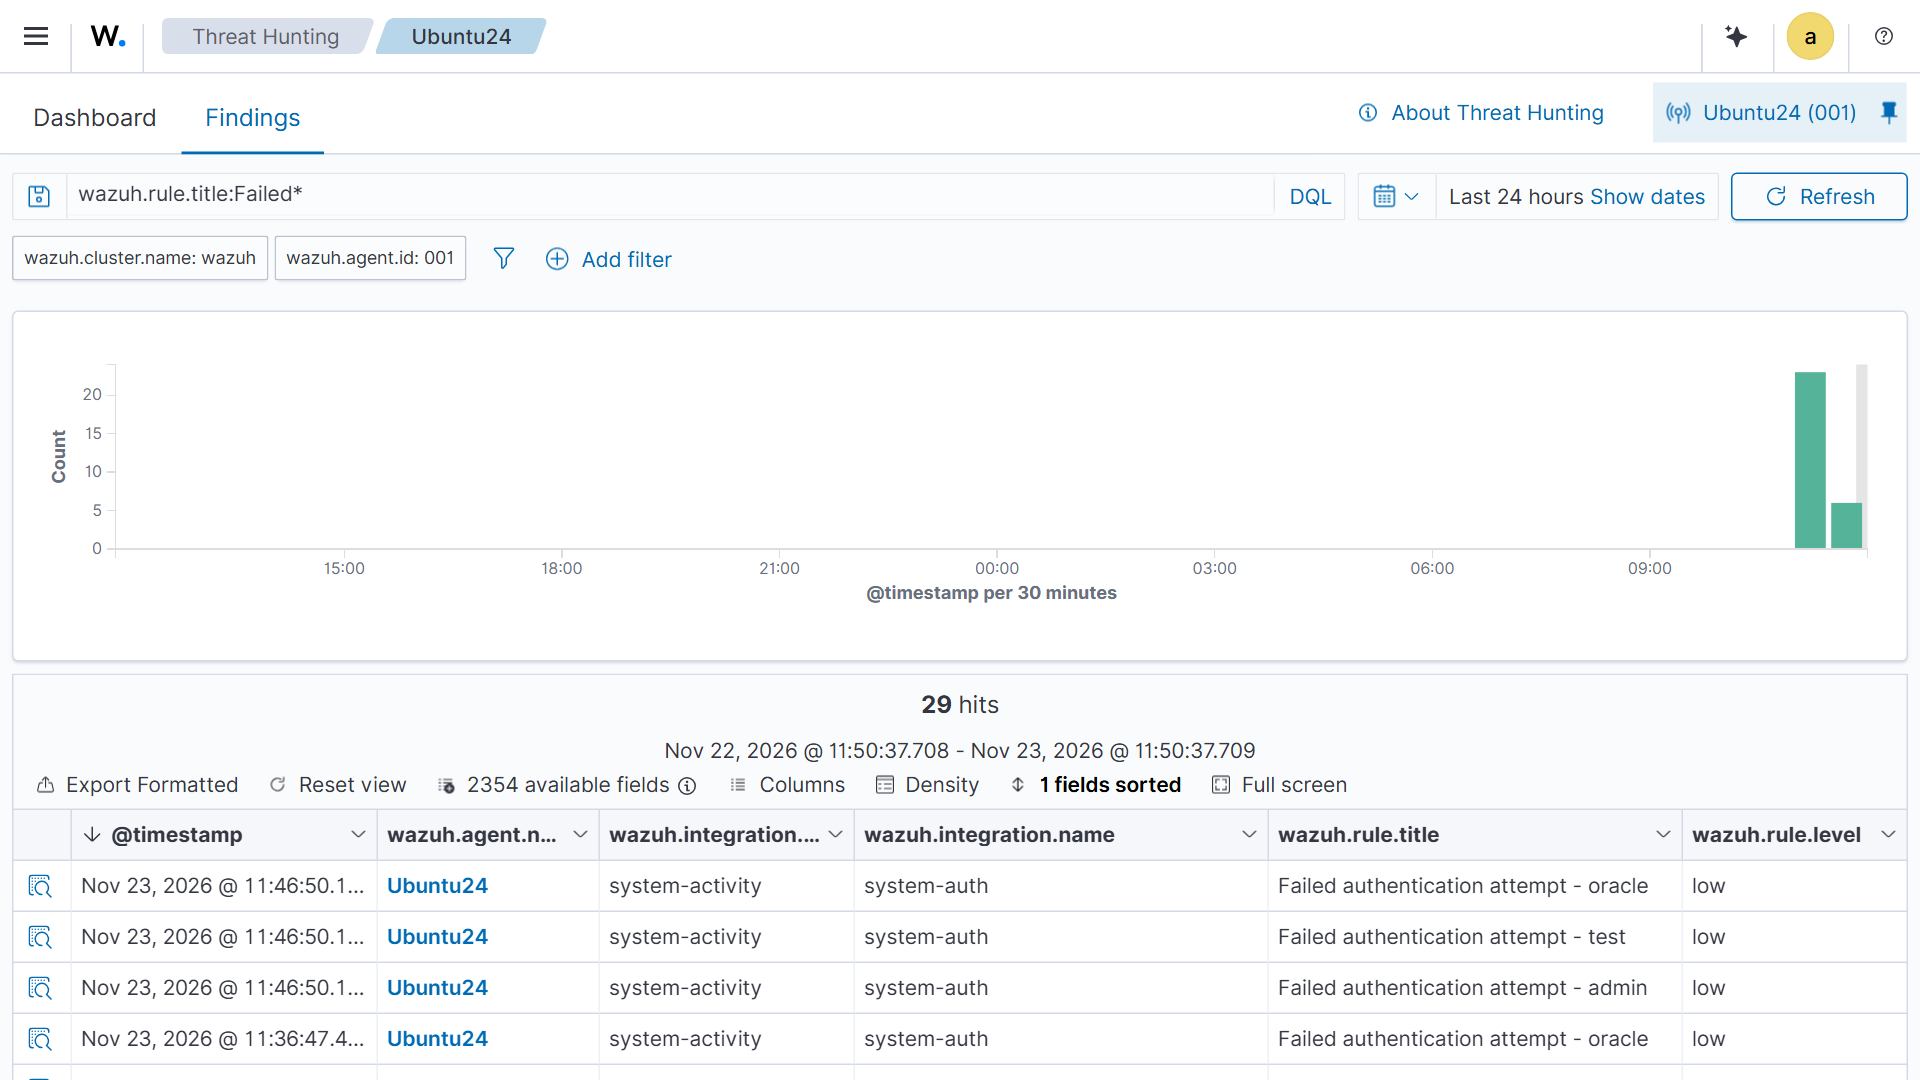 W. Threat Hunting Ubuntu24 a
Dashboard Findings About Threat Hunting Ubuntu24 (001)
wazuh.rule.title:Failed* DQL Last 24 hours Show dates Refresh
wazuh.cluster.name: wazuh wazuh.agent.id: 001 Add filter
Count
20
15
10
5
0
15:00 18:00 21:00 00:00 03:00 06:00 09:00
@timestamp per 30 minutes
29 hits
Nov 22, 2026 @ 11:50:37.708 - Nov 23, 2026 @ 11:50:37.709
Export Formatted Reset view 2354 available fields Columns Density 1 fields sorted Full screen
@timestamp wazuh.agent.n... wazuh.integration.... wazuh.integration.name wazuh.rule.title wazuh.rule.level
Nov 23, 2026 @ 11:46:50.1... Ubuntu24 system-activity system-auth Failed authentication attempt - oracle low
Nov 23, 2026 @ 11:46:50.1... Ubuntu24 system-activity system-auth Failed authentication attempt - test low
Nov 23, 2026 @ 11:46:50.1... Ubuntu24 system-activity system-auth Failed authentication attempt - admin low
Nov 23, 2026 @ 11:36:47.4... Ubuntu24 system-activity system-auth Failed authentication attempt - oracle low